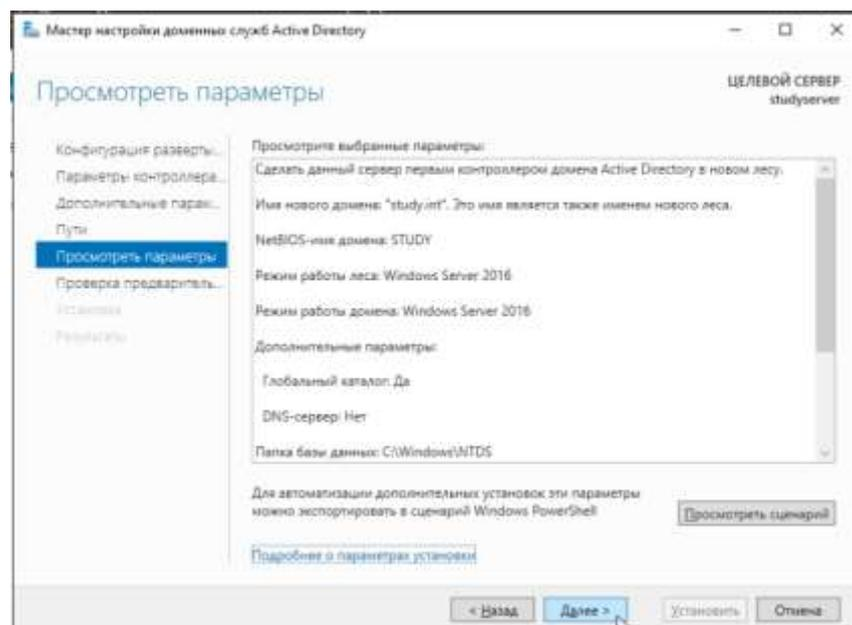 Мастер настройки доменных служб Active Directory
Просмотреть параметры
ЦЕЛЕВОЙ СЕРВЕР
studyserver
Конфигурация разверты...
Параметры контроллера...
Дополнительные парам...
Пути
Просмотреть параметры
Проверка предваритель...
Установка
Результаты
Просмотрите выбранные параметры:
Сделать данный сервер первым контроллером домена Active Directory в новом лесу.
Имя нового домена: "study.int". Это имя является также именем нового леса.
NetBIOS-имя домена: STUDY
Режим работы леса: Windows Server 2016
Режим работы домена: Windows Server 2016
Дополнительные параметры:
Глобальный каталог: Да
DNS-сервер: Нет
Папка базы данных: C:\Windows\NTDS
Для автоматизации дополнительных установок эти параметры
можно экспортировать в сценарий Windows PowerShell
Просмотреть сценарий
Подробнее о параметрах установки
< Назад
Далее >
Установить
Отмена